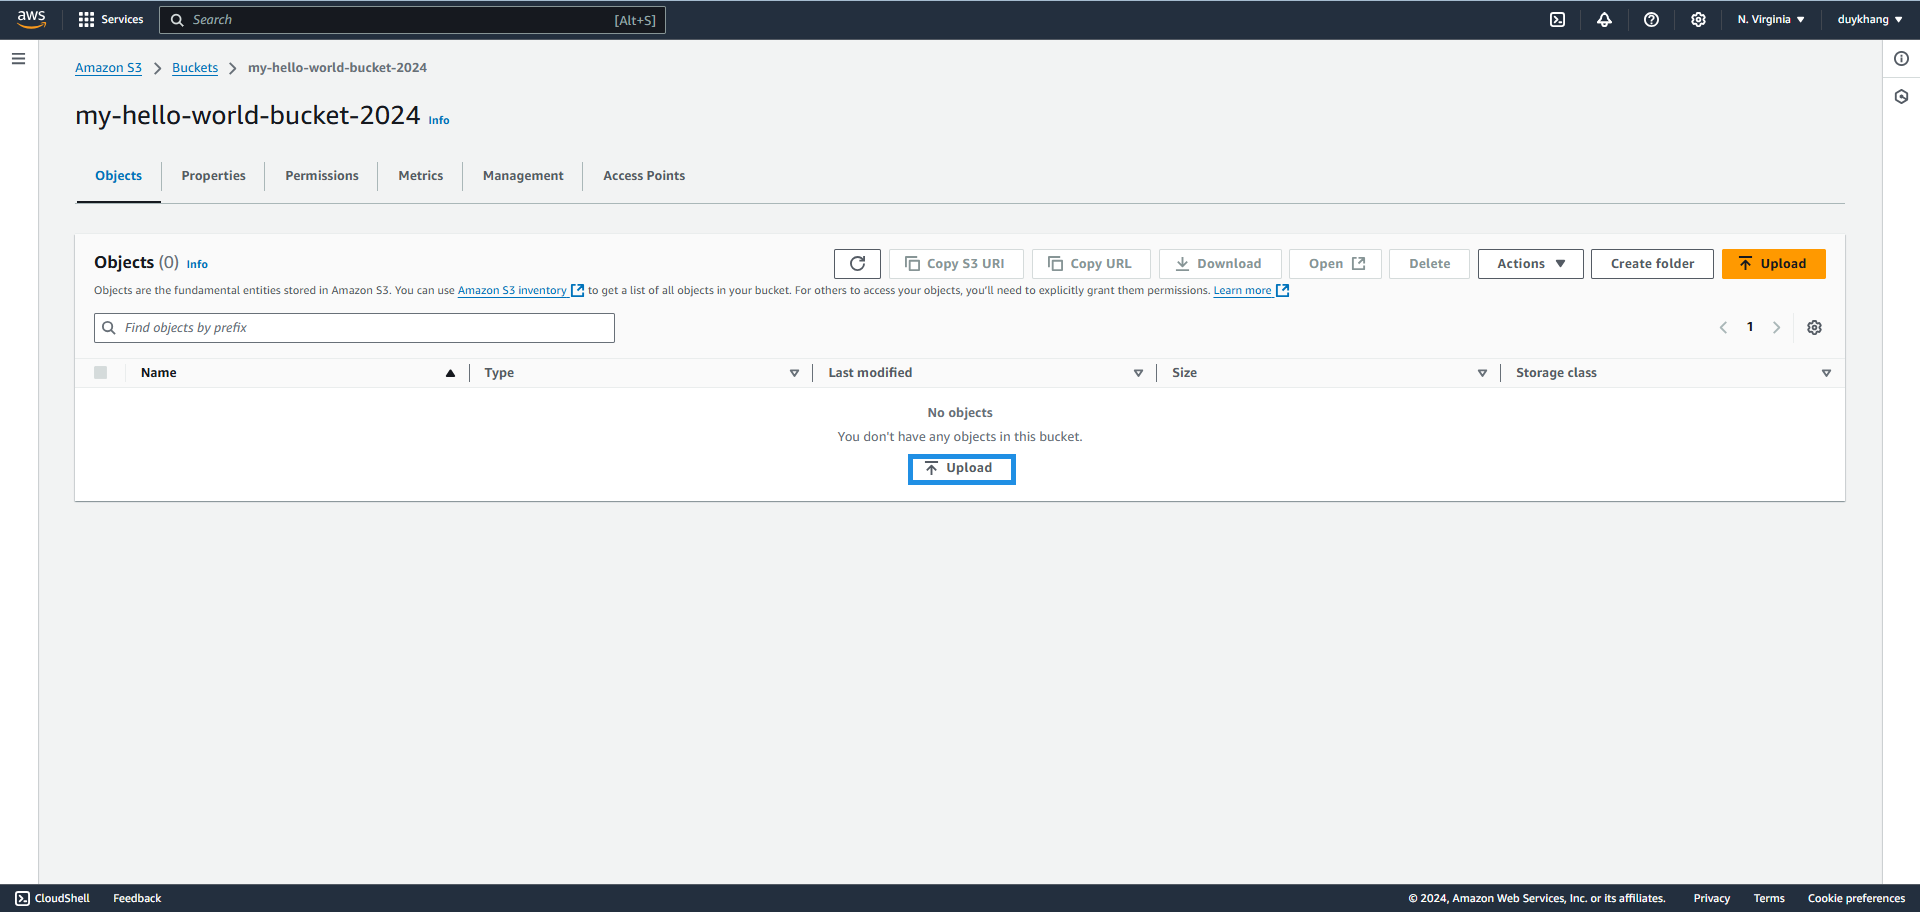 aws Services Search [Alt+S] N. Virginia duykhang
Amazon S3 > Buckets > my-hello-world-bucket-2024
my-hello-world-bucket-2024 Info
Objects Properties Permissions Metrics Management Access Points
Objects (0) Info Copy S3 URI Copy URL Download Open Delete Actions Create folder Upload
Objects are the fundamental entities stored in Amazon S3. You can use Amazon S3 inventory to get a list of all objects in your bucket. For others to access your objects, you'll need to explicitly grant them permissions. Learn more
Find objects by prefix 1
Name Type Last modified Size Storage class
No objects
You don't have any objects in this bucket.
Upload
CloudShell Feedback © 2024, Amazon Web Services, Inc. or its affiliates. Privacy Terms Cookie preferences